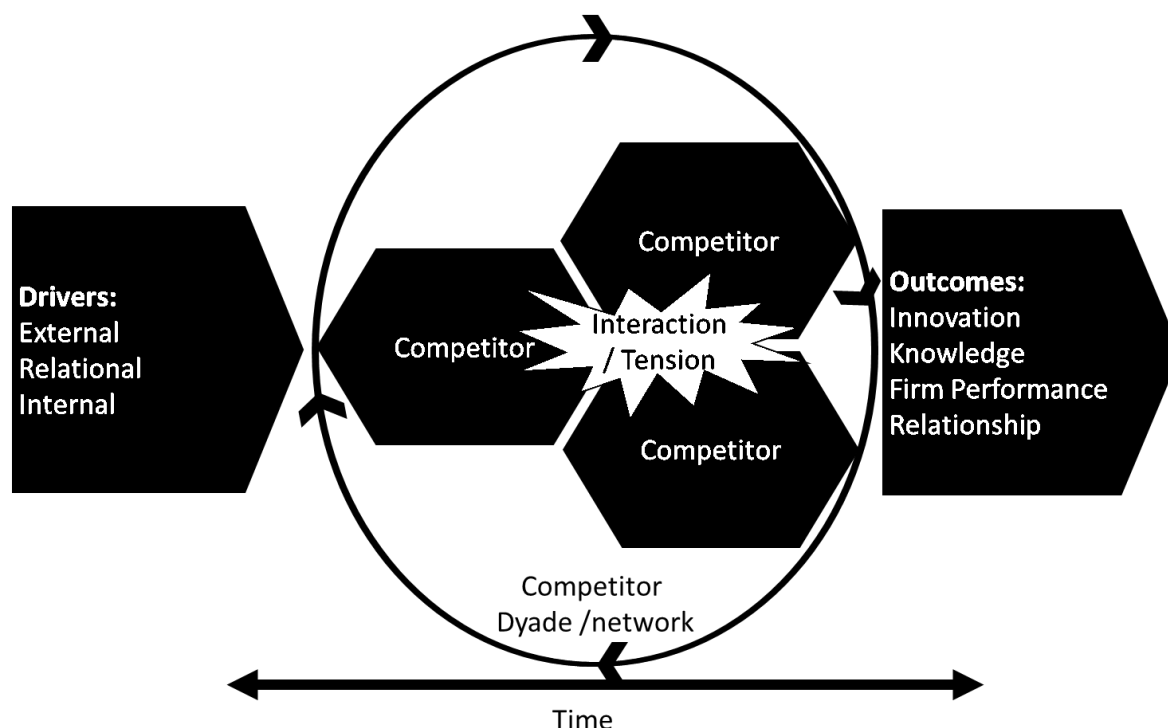 Drivers:
External
Relational
Internal
Competitor
Competitor
Interaction
/ Tension
Competitor
Outcomes:
Innovation
Knowledge
Firm Performance
Relationship
Competitor
Dyade /network
Time